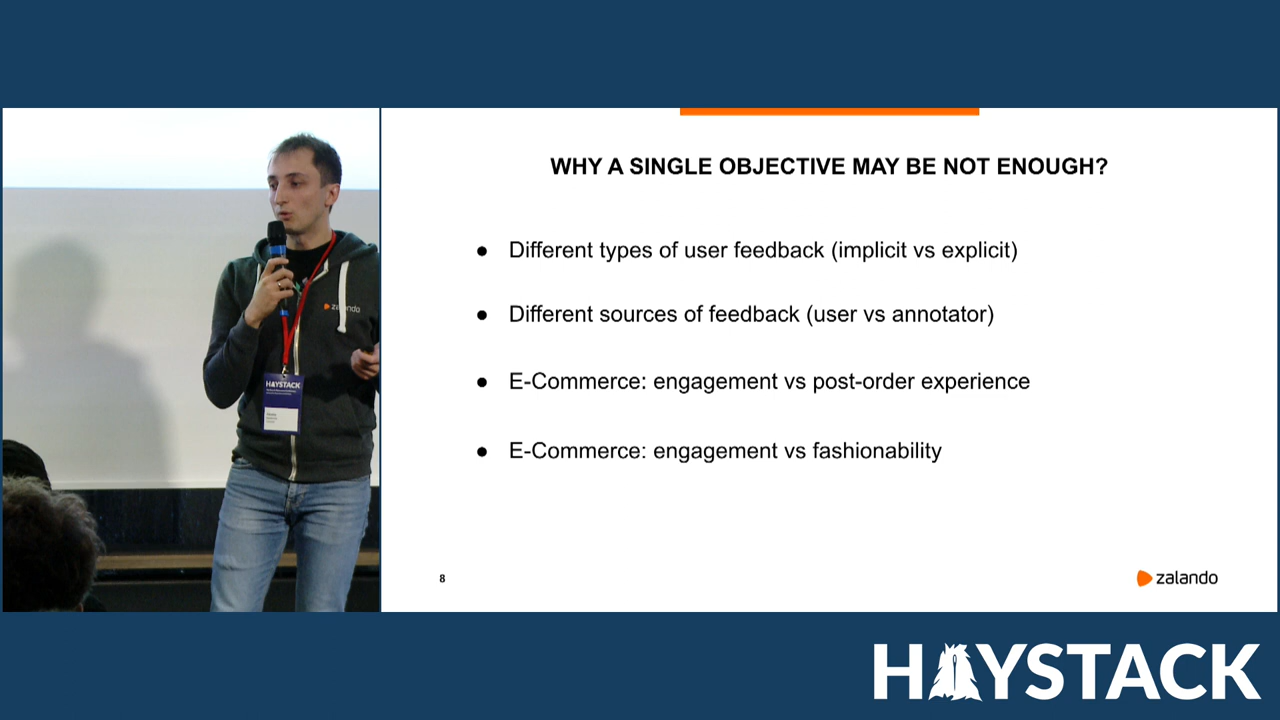 WHY A SINGLE OBJECTIVE MAY BE NOT ENOUGH?
● Different types of user feedback (implicit vs explicit)
● Different sources of feedback (user vs annotator)
● E-Commerce: engagement vs post-order experience
● E-Commerce: engagement vs fashionability
8
zalando
zalando
HAYSTACK
HAYSTACK